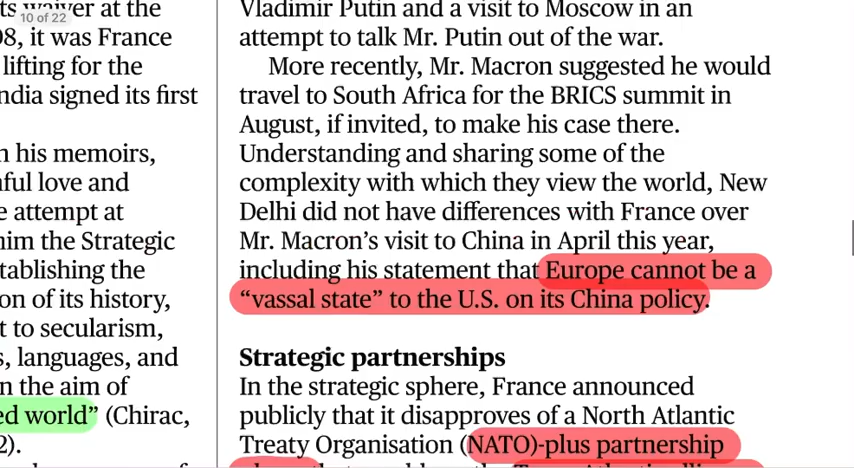 ts waiver at the
10 of 22
08, it was France
lifting for the
ndia signed its first
n his memoirs,
nful love and
e attempt at
him the Strategic
tablishing the
on of its history,
t to secularism,
s, languages, and
n the aim of
ed world” (Chirac,
2).
Vladimir Putin and a visit to Moscow in an
attempt to talk Mr. Putin out of the war.
More recently, Mr. Macron suggested he would
travel to South Africa for the BRICS summit in
August, if invited, to make his case there.
Understanding and sharing some of the
complexity with which they view the world, New
Delhi did not have differences with France over
Mr. Macron’s visit to China in April this year,
including his statement that Europe cannot be a
“vassal state” to the U.S. on its China policy.
Strategic partnerships
In the strategic sphere, France announced
publicly that it disapproves of a North Atlantic
Treaty Organisation (NATO)-plus partnership